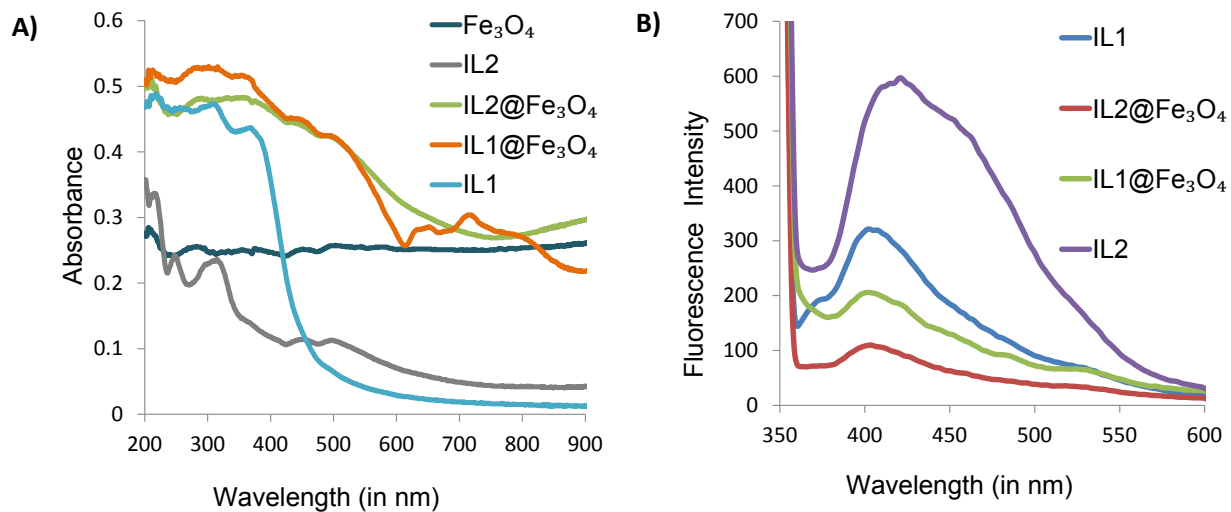 A)
0.6
0.5
0.4
0.3
0.2
0.1
0
Absorbance
200 300 400 500 600 700 800 900
Wavelength (in nm)
Fe₃O₄
IL2
IL2@Fe₃O₄
IL1@Fe₃O₄
IL1
B)
700
600
500
400
300
200
100
0
Fluorescence Intensity
350 400 450 500 550 600
Wavelength (in nm)
IL1
IL2@Fe₃O₄
IL1@Fe₃O₄
IL2